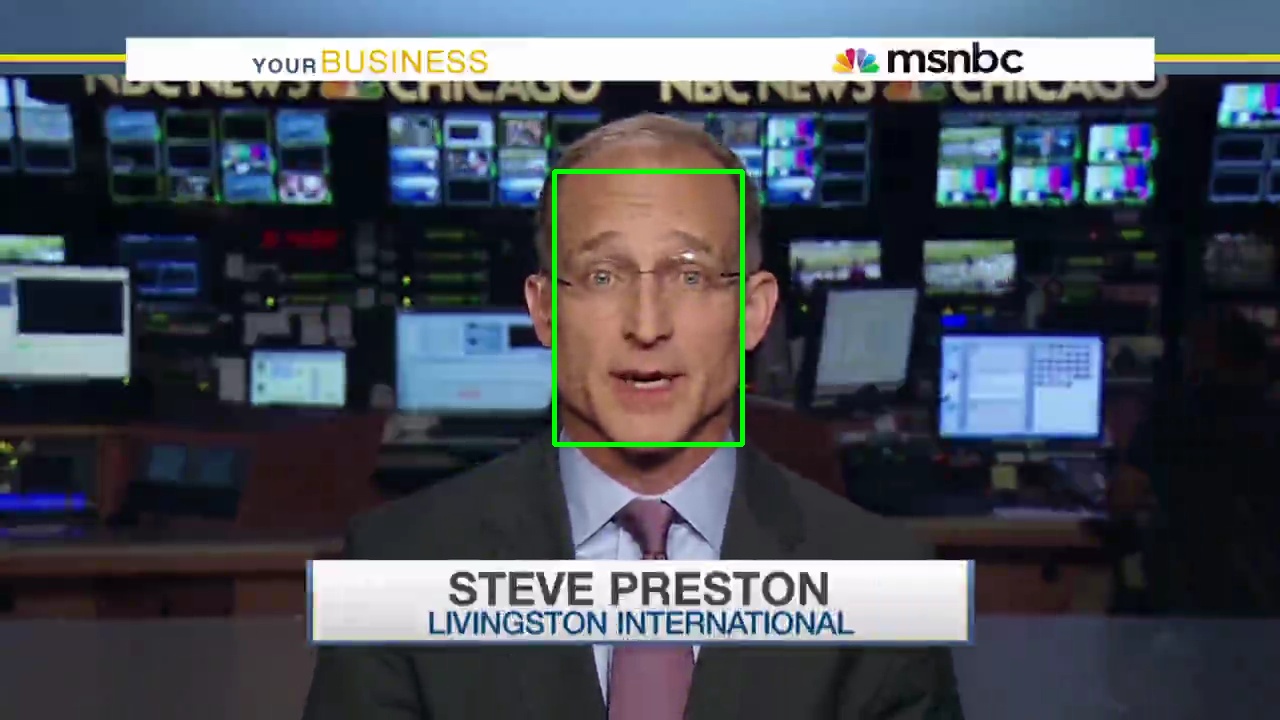 YOUR BUSINESS
msnbc
NBC NEWS CHICAGO
NBC NEWS CHICAGO
STEVE PRESTON
LIVINGSTON INTERNATIONAL